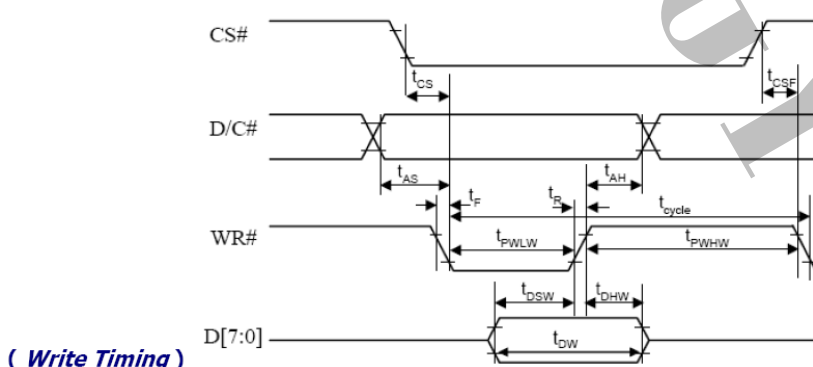 CS#
tCS
tCSF
D/C#
tAS
tAH
tF
tR
tcycle
WR#
tPWLW
tPWHW
tDSW
tDHW
D[7:0]
tDW
( Write Timing )